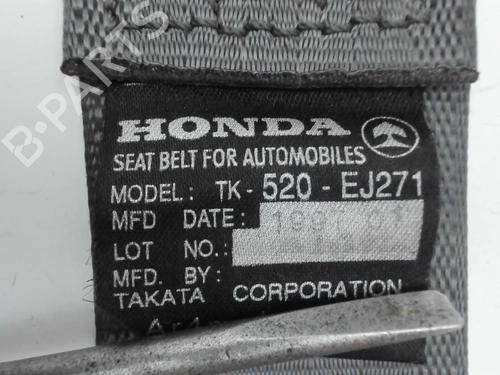 B-PARTS
HONDA
SEAT BELT FOR AUTOMOBILES
MODEL: TK-520-EJ271
MFD DATE:
LOT NO.:
MFD. BY:
TAKATA CORPORATION